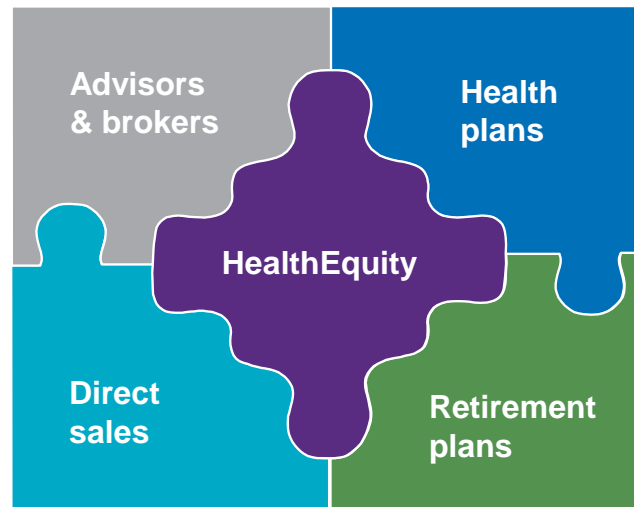 Advisors
& brokers
Health
plans
HealthEquity
Direct
sales
Retirement
plans